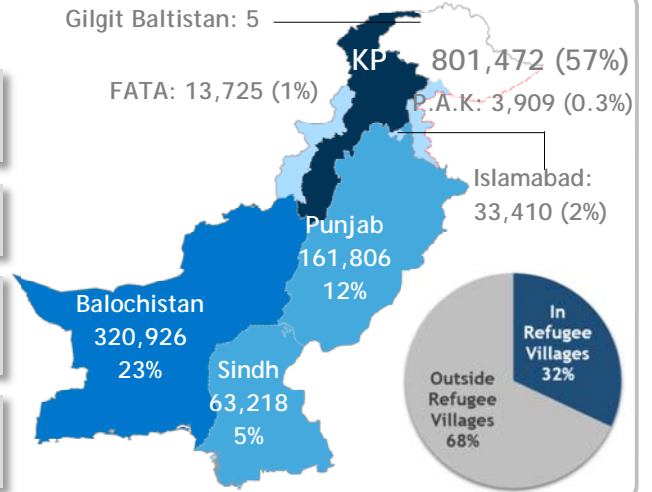 Gilgit Baltistan: 5
KP
801,472 (57%)
FATA: 13,725 (1%)
P.A.K: 3,909 (0.3%)
Islamabad:
33,410 (2%)
Punjab
161,806
12%
Balochistan
320,926
23%
Sindh
63,218
5%
In
Refugee
Villages
32%
Outside
Refugee
Villages
68%